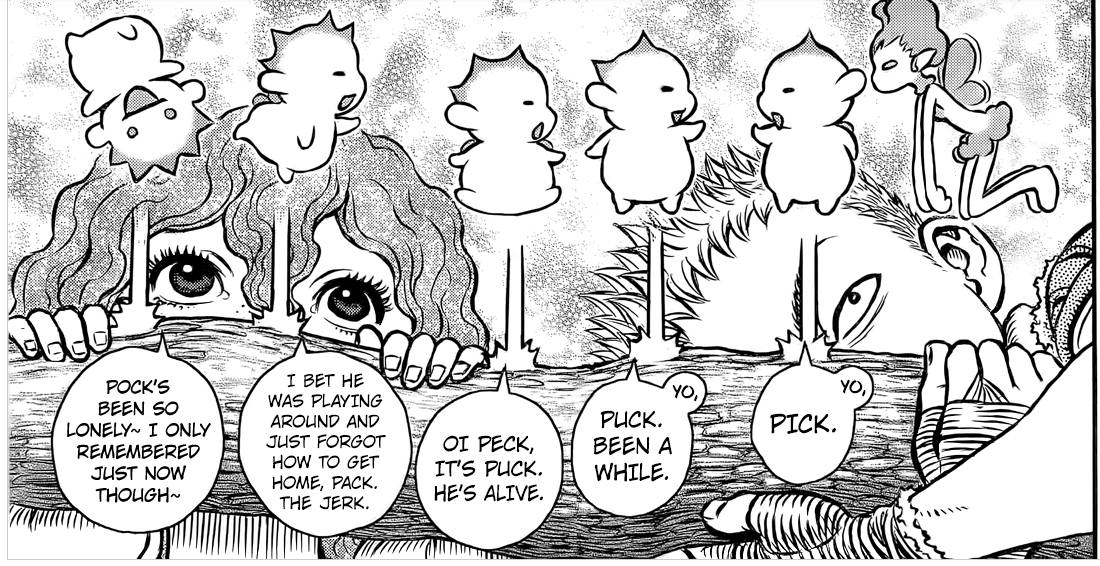 POCK'S
BEEN SO
LONELY~ I ONLY
REMEMBERED
JUST NOW
THOUGH~
I BET HE
WAS PLAYING
AROUND AND
JUST FORGOT
HOW TO GET
HOME, PACK.
THE JERK.
OI PECK,
IT'S PUCK.
HE'S ALIVE.
YO,
PUCK.
BEEN A
WHILE.
YO,
PICK.